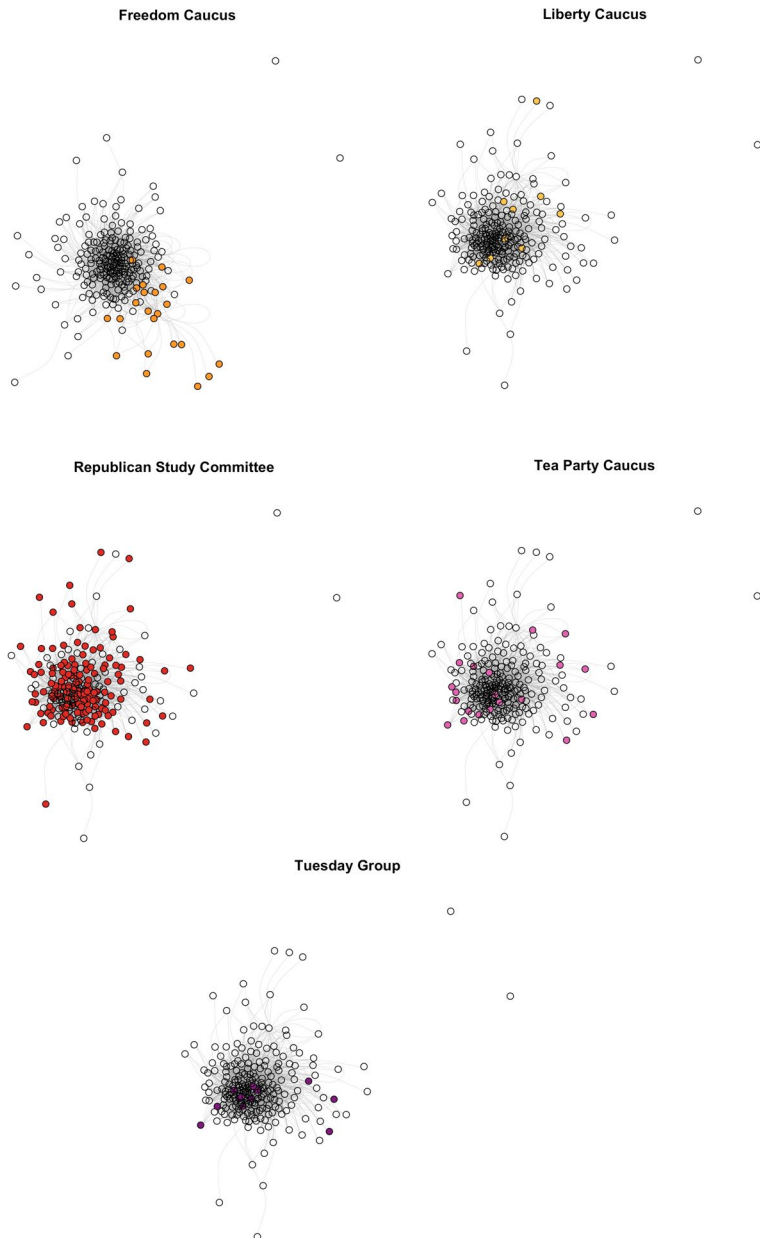 Freedom Caucus
Liberty Caucus
Republican Study Committee
Tea Party Caucus
Tuesday Group